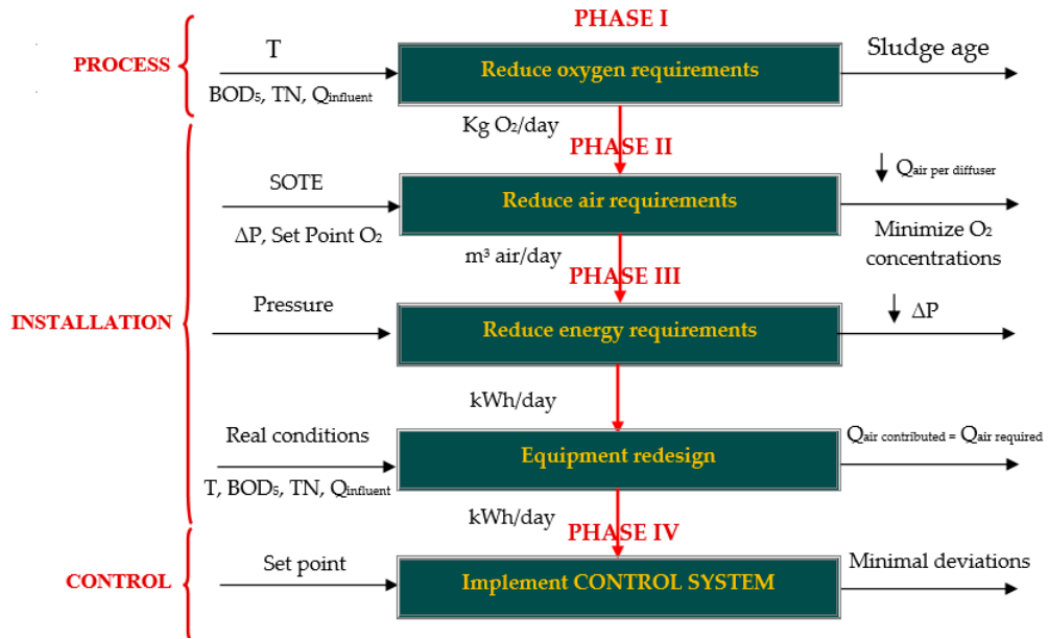 PHASE I
PROCESS
T
Reduce oxygen requirements
Sludge age
BOD₅, TN, Qinfluent
Kg O₂/day
PHASE II
SOTE
Reduce air requirements
↓ Qair per diffuser
ΔP, Set Point O₂
Minimize O₂
concentrations
m³ air/day
PHASE III
INSTALLATION
Pressure
Reduce energy requirements
↓ ΔP
kWh/day
Real conditions
Equipment redesign
Qair contributed = Qair required
T, BOD₅, TN, Qinfluent
kWh/day
PHASE IV
CONTROL
Set point
Implement CONTROL SYSTEM
Minimal deviations